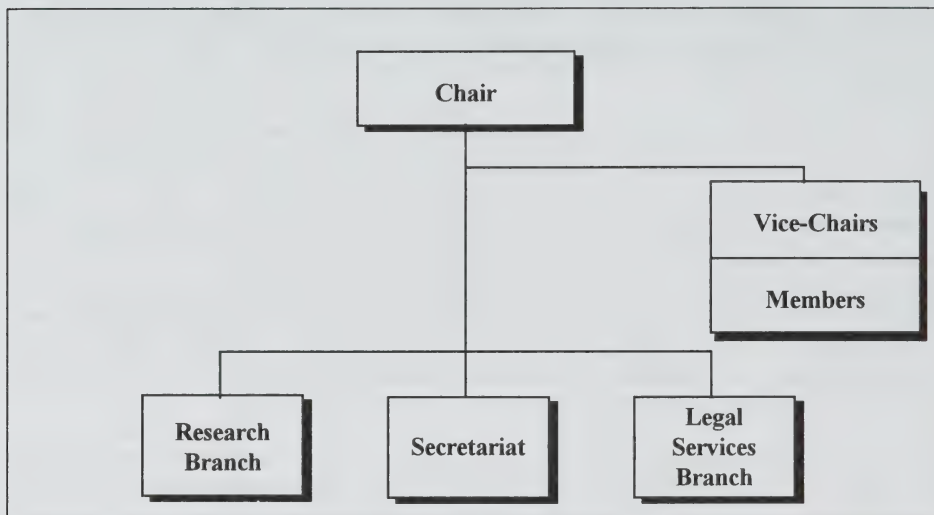 Chair
Vice-Chairs
Members
Research
Branch
Secretariat
Legal
Services
Branch